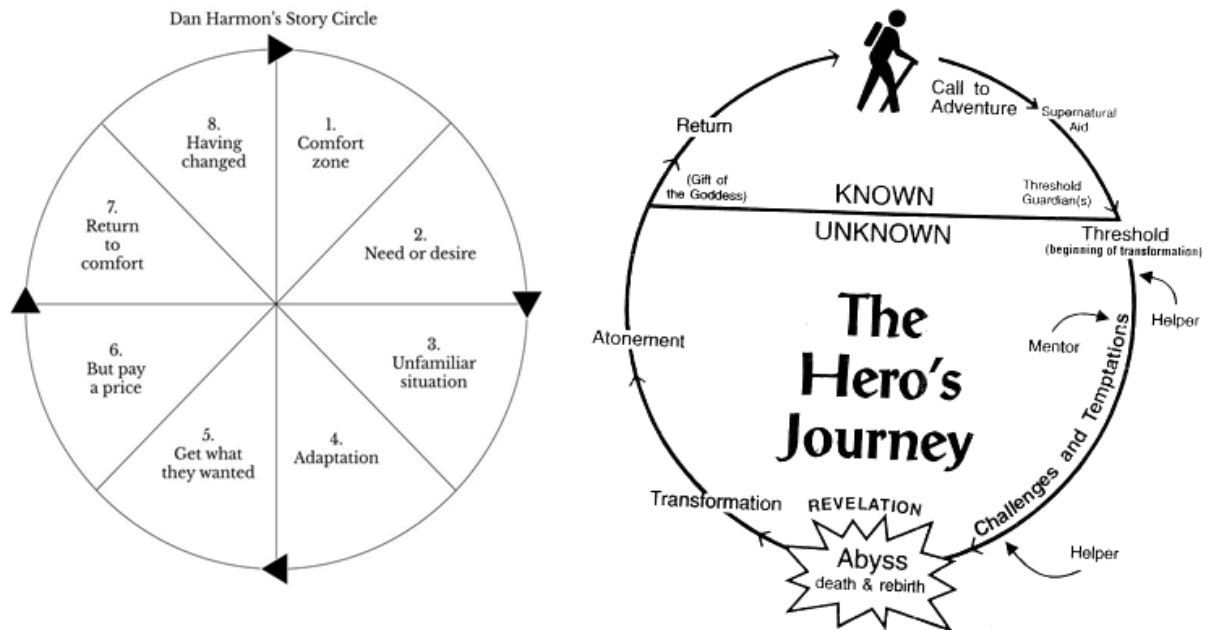 Dan Harmon's Story Circle
8.
Having
changed
1.
Comfort
zone
7.
Return
to
comfort
2.
Need or desire
6.
But pay
a price
3.
Unfamiliar
situation
5.
Get what
they wanted
4.
Adaptation
Call to
Adventure
Supernatural
Aid
Return
(Gift of
the Goddess)
KNOWN
Threshold
Guardian(s)
UNKNOWN
Threshold
(beginning of transformation)
Helper
Mentor
Challenges and Temptations
Atonement
The
Hero's
Journey
Transformation
REVELATION
Abyss
death & rebirth
Helper